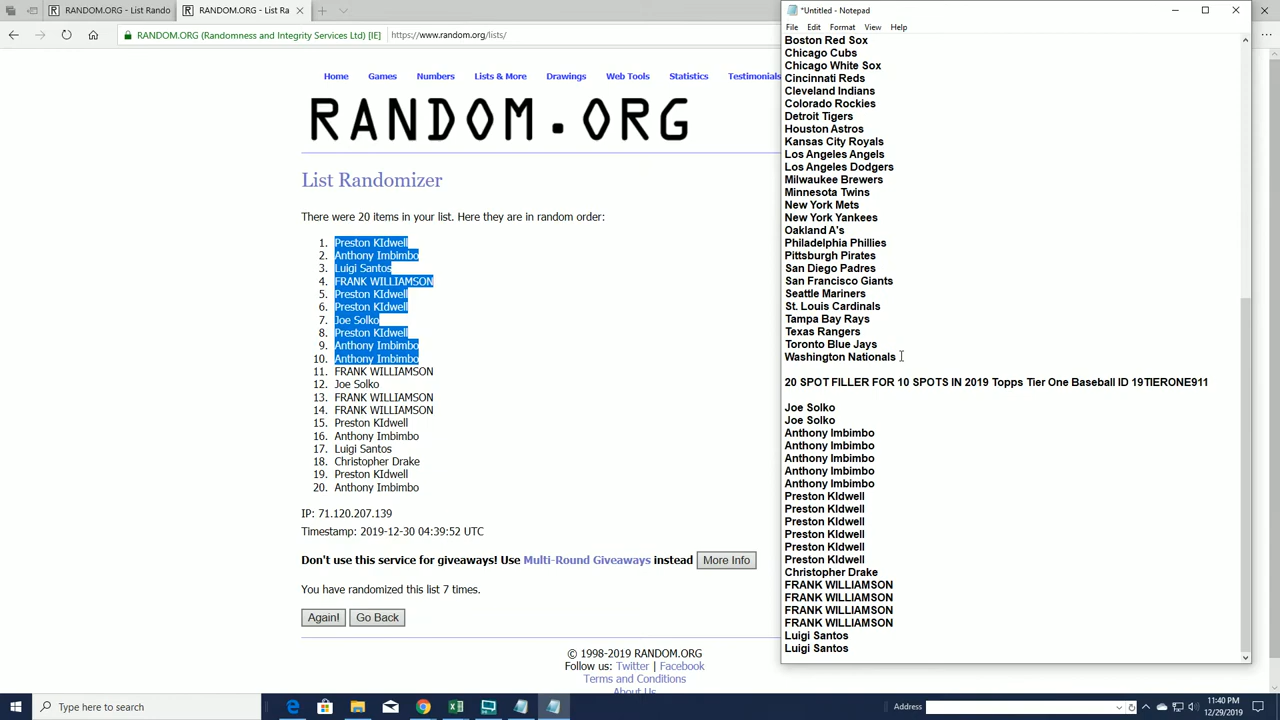 RANDOM.ORG - List Rando
RANDOM.ORG - List Ra
RANDOM.ORG (Randomness and Integrity Services Ltd) [IE]
https://www.random.org/lists/
Home Games Numbers Lists & More Drawings Web Tools Statistics Testimonials
RANDOM.ORG
List Randomizer
There were 20 items in your list. Here they are in random order:
1. Preston KIdwell
2. Anthony Imbimbo
3. Luigi Santos
4. FRANK WILLIAMSON
5. Preston KIdwell
6. Preston KIdwell
7. Joe Solko
8. Preston KIdwell
9. Anthony Imbimbo
10. Anthony Imbimbo
11. FRANK WILLIAMSON
12. Joe Solko
13. FRANK WILLIAMSON
14. FRANK WILLIAMSON
15. Preston KIdwell
16. Anthony Imbimbo
17. Luigi Santos
18. Christopher Drake
19. Preston KIdwell
20. Anthony Imbimbo
IP: 71.120.207.139
Timestamp: 2019-12-30 04:39:52 UTC
Don't use this service for giveaways! Use Multi-Round Giveaways instead More Info
You have randomized this list 7 times.
Again! Go Back
© 1998-2019 RANDOM.ORG
Follow us: Twitter | Facebook
Terms and Conditions
About Us
*Untitled - Notepad
File Edit Format View Help
Boston Red Sox
Chicago Cubs
Chicago White Sox
Cincinnati Reds
Cleveland Indians
Colorado Rockies
Detroit Tigers
Houston Astros
Kansas City Royals
Los Angeles Angels
Los Angeles Dodgers
Milwaukee Brewers
Minnesota Twins
New York Mets
New York Yankees
Oakland A's
Philadelphia Phillies
Pittsburgh Pirates
San Diego Padres
San Francisco Giants
Seattle Mariners
St. Louis Cardinals
Tampa Bay Rays
Texas Rangers
Toronto Blue Jays
Washington Nationals
20 SPOT FILLER FOR 10 SPOTS IN 2019 Topps Tier One Baseball ID 19TIERONE911
Joe Solko
Joe Solko
Anthony Imbimbo
Anthony Imbimbo
Anthony Imbimbo
Anthony Imbimbo
Anthony Imbimbo
Preston KIdwell
Preston KIdwell
Preston KIdwell
Preston KIdwell
Preston KIdwell
Preston KIdwell
Christopher Drake
FRANK WILLIAMSON
FRANK WILLIAMSON
FRANK WILLIAMSON
FRANK WILLIAMSON
Luigi Santos
Luigi Santos
Type here to search
Address
11:40 PM
12/29/2019